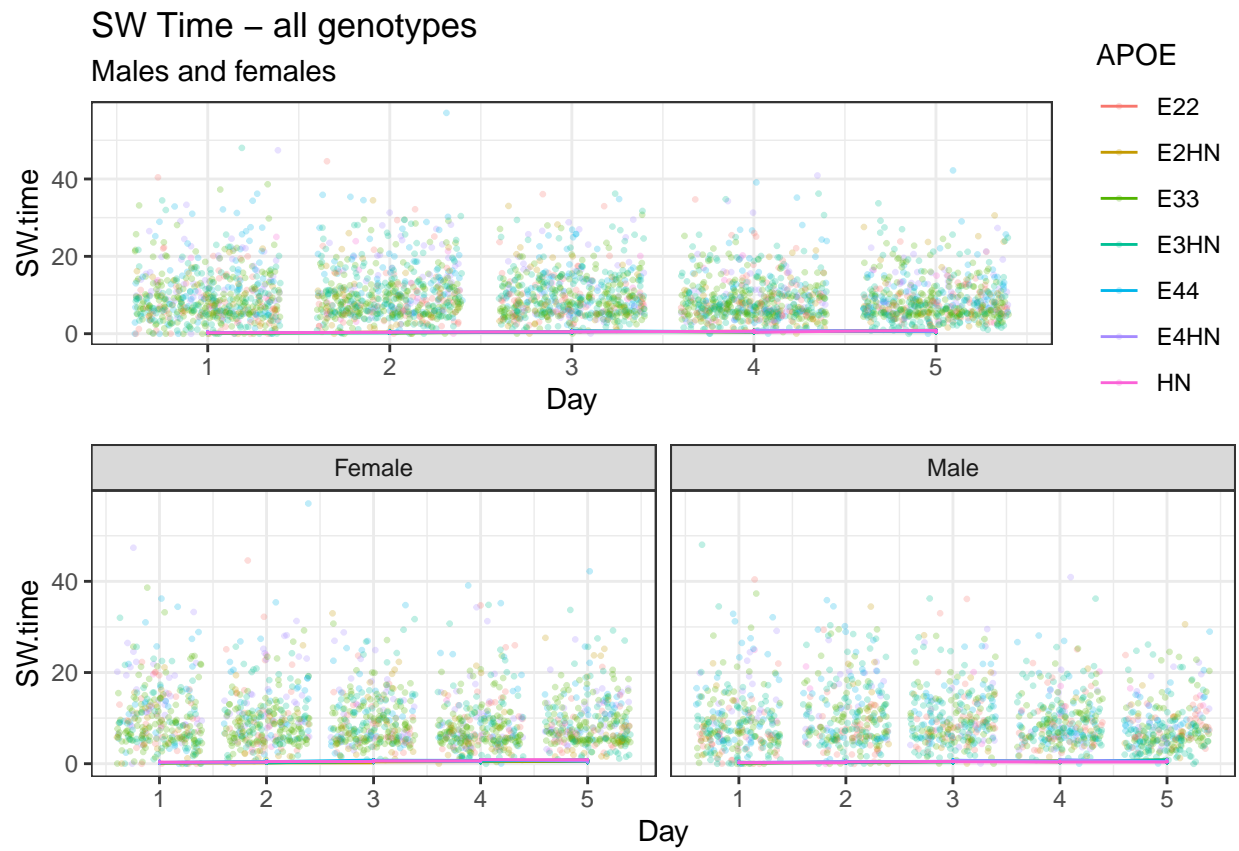 SW Time – all genotypes
Males and females
SW.time
40
20
0
1 2 3 4 5
Day
APOE
E22
E2HN
E33
E3HN
E44
E4HN
HN
Female Male
SW.time
40
20
0
1 2 3 4 5 1 2 3 4 5
Day